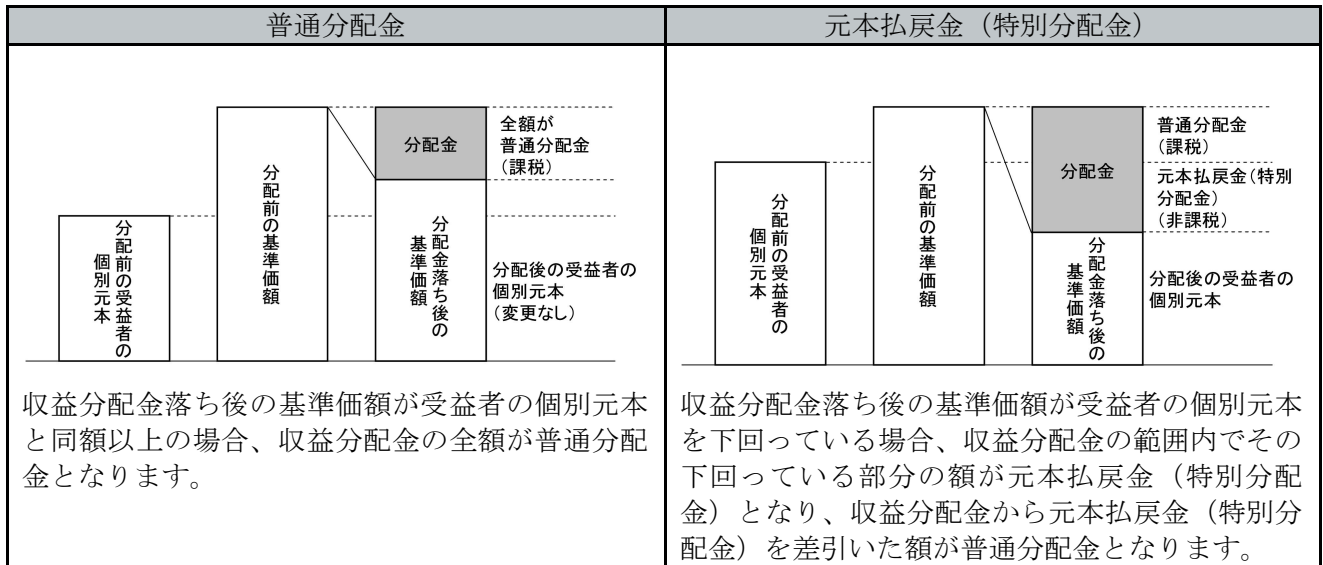 普通分配金
分配前の受益者の
個別元本
分配前の基準価額
分配金
分配金落ち後の
基準価額
全額が
普通分配金
(課税)
分配後の受益者の
個別元本
(変更なし)
収益分配金落ち後の基準価額が受益者の個別元本
と同額以上の場合、収益分配金の全額が普通分配
金となります。
元本払戻金（特別分配金）
分配前の受益者の
個別元本
分配前の基準価額
分配金
分配金落ち後の
基準価額
普通分配金
(課税)
元本払戻金(特別
分配金)
(非課税)
分配後の受益者の
個別元本
収益分配金落ち後の基準価額が受益者の個別元本
を下回っている場合、収益分配金の範囲内でその
下回っている部分の額が元本払戻金（特別分配
金）となり、収益分配金から元本払戻金（特別分
配金）を差引いた額が普通分配金となります。